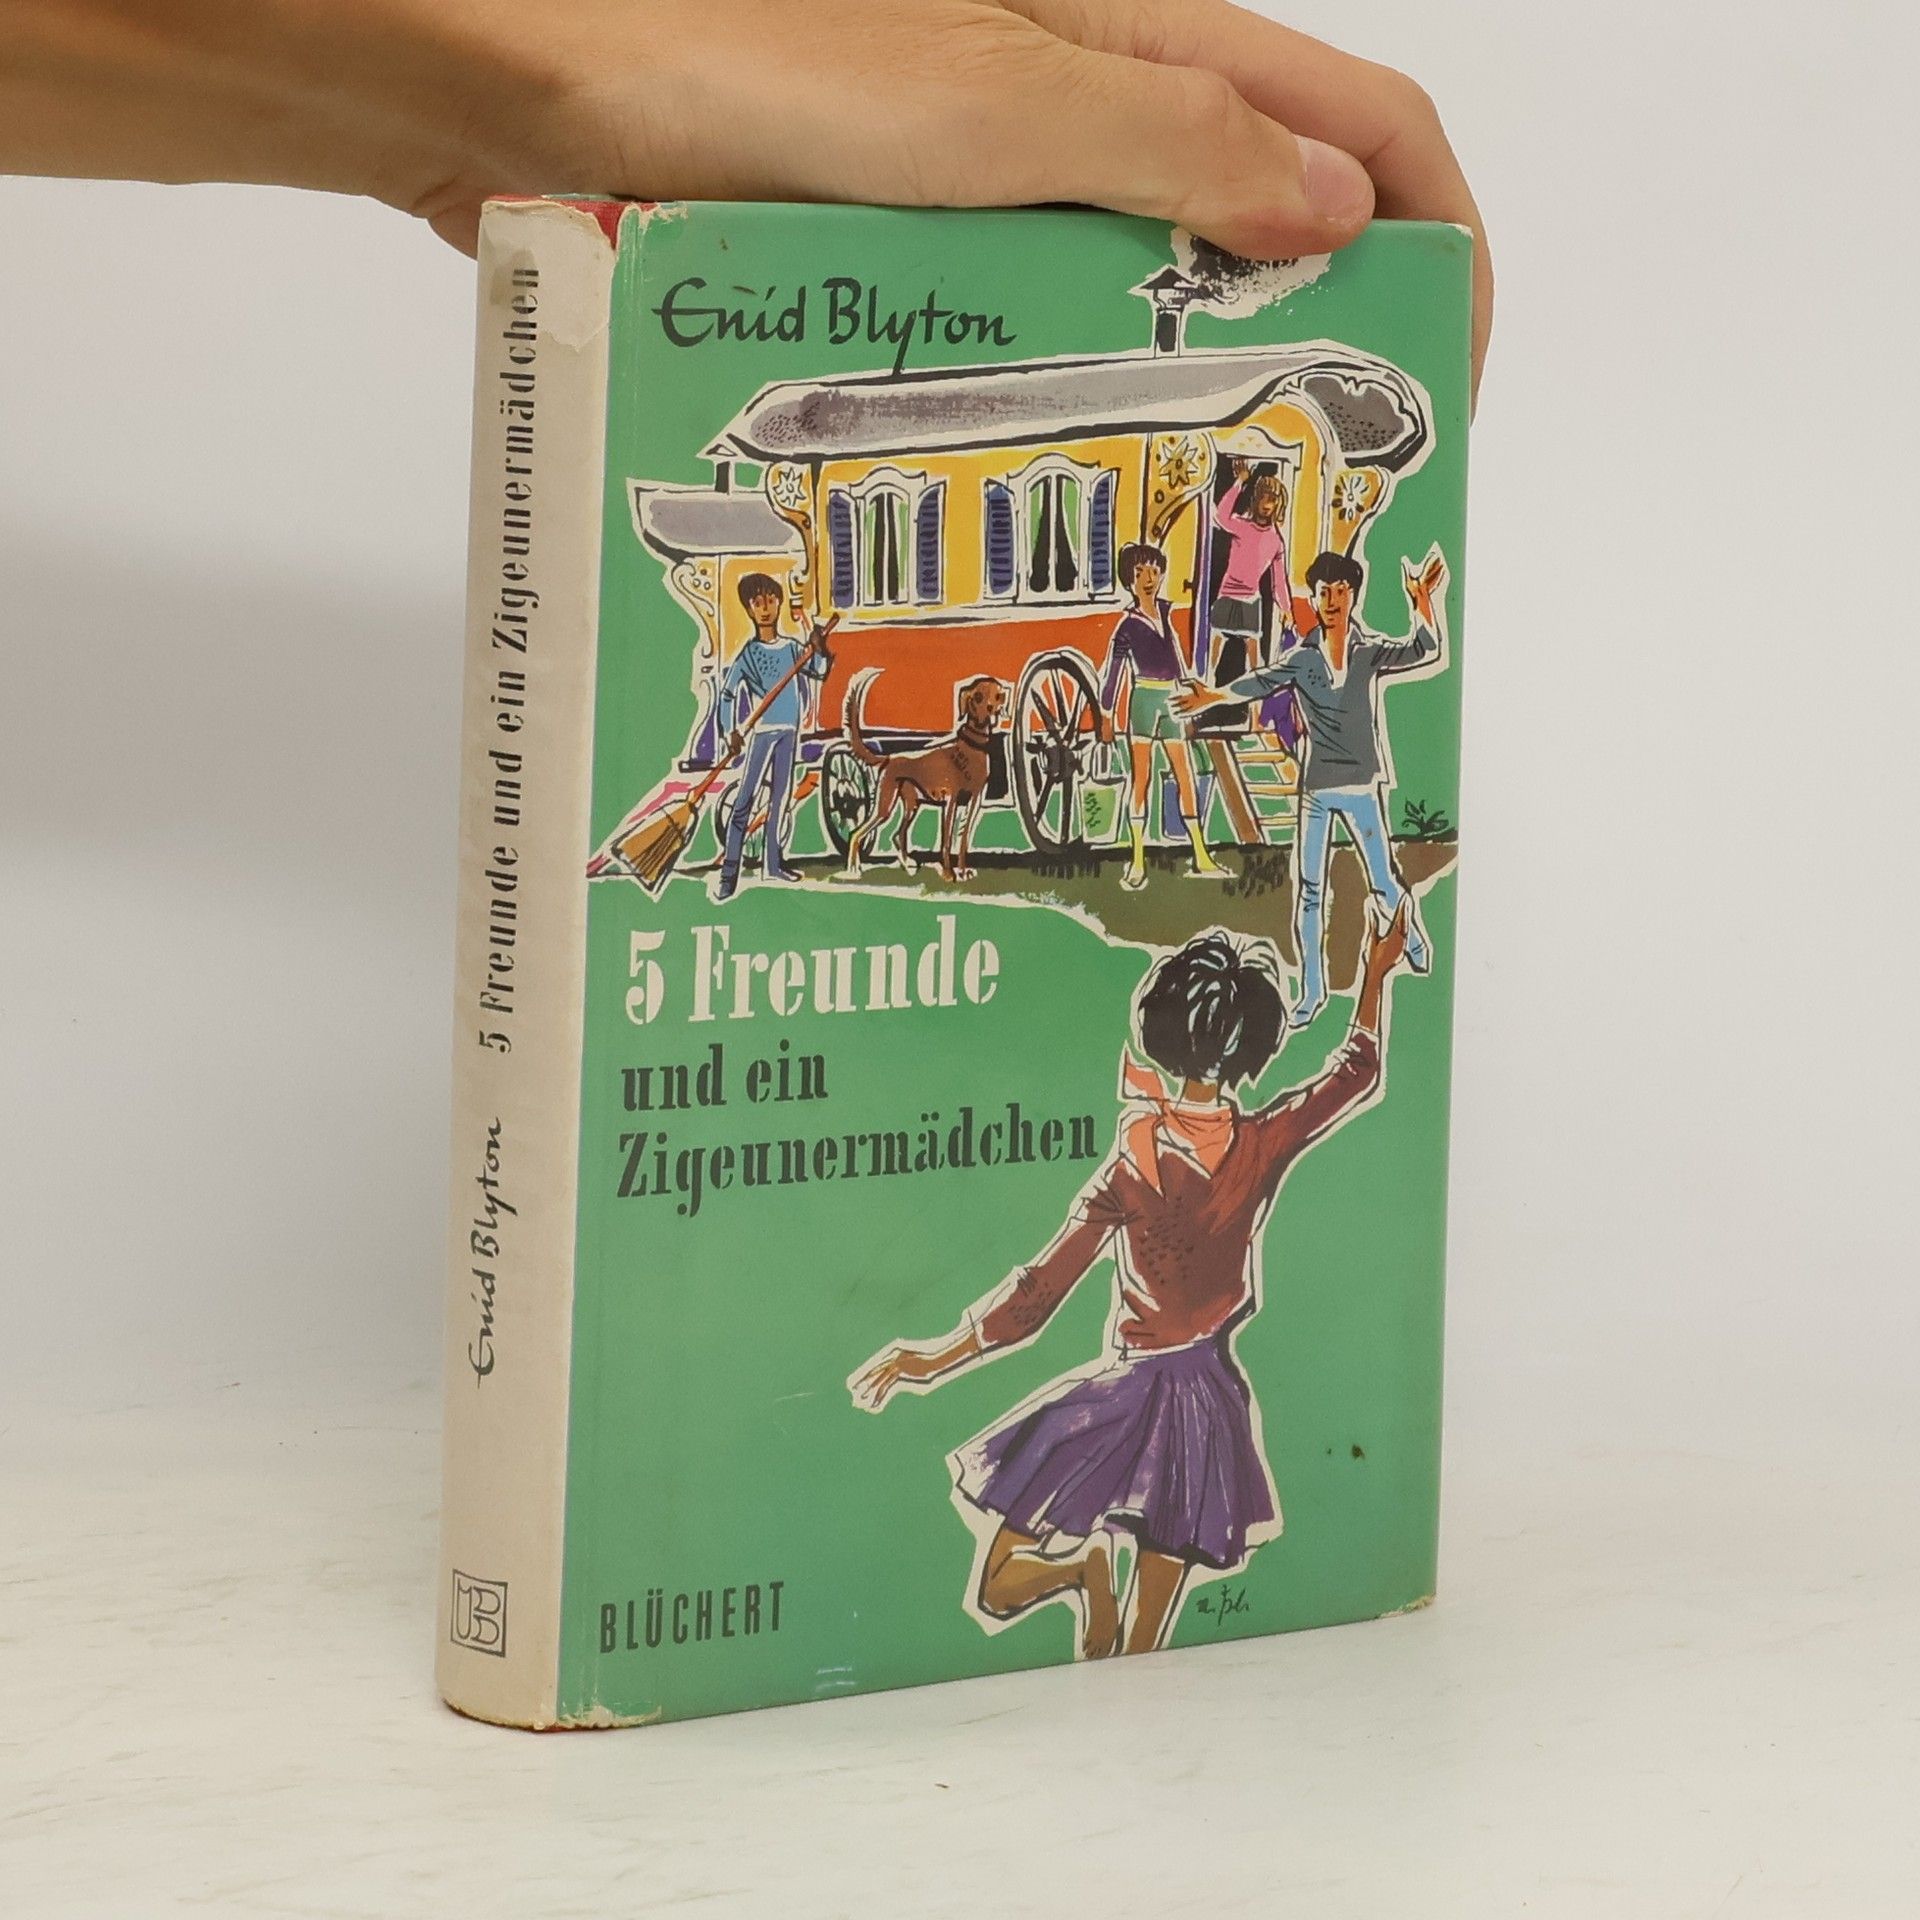 Enid Blyton
5 Freunde
und ein
Zigeunermädchen
BLÜCHERT
Enid Blyton 5 Freunde und ein Zigeunermädchen